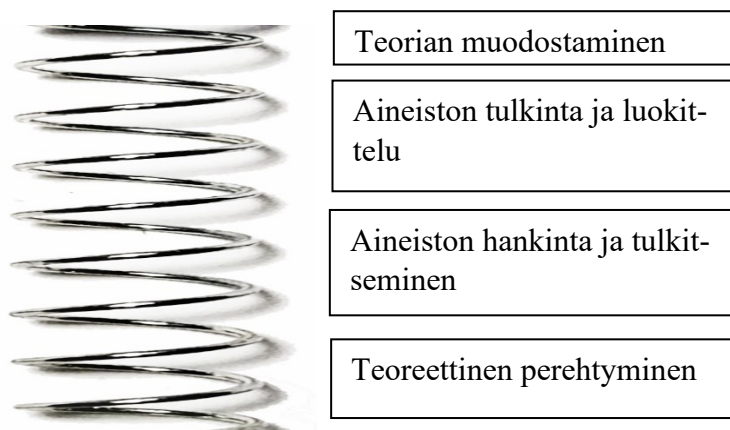 Teorian muodostaminen
Aineiston tulkinta ja luokit-
telu
Aineiston hankinta ja tulkit-
seminen
Teoreettinen perehtyminen